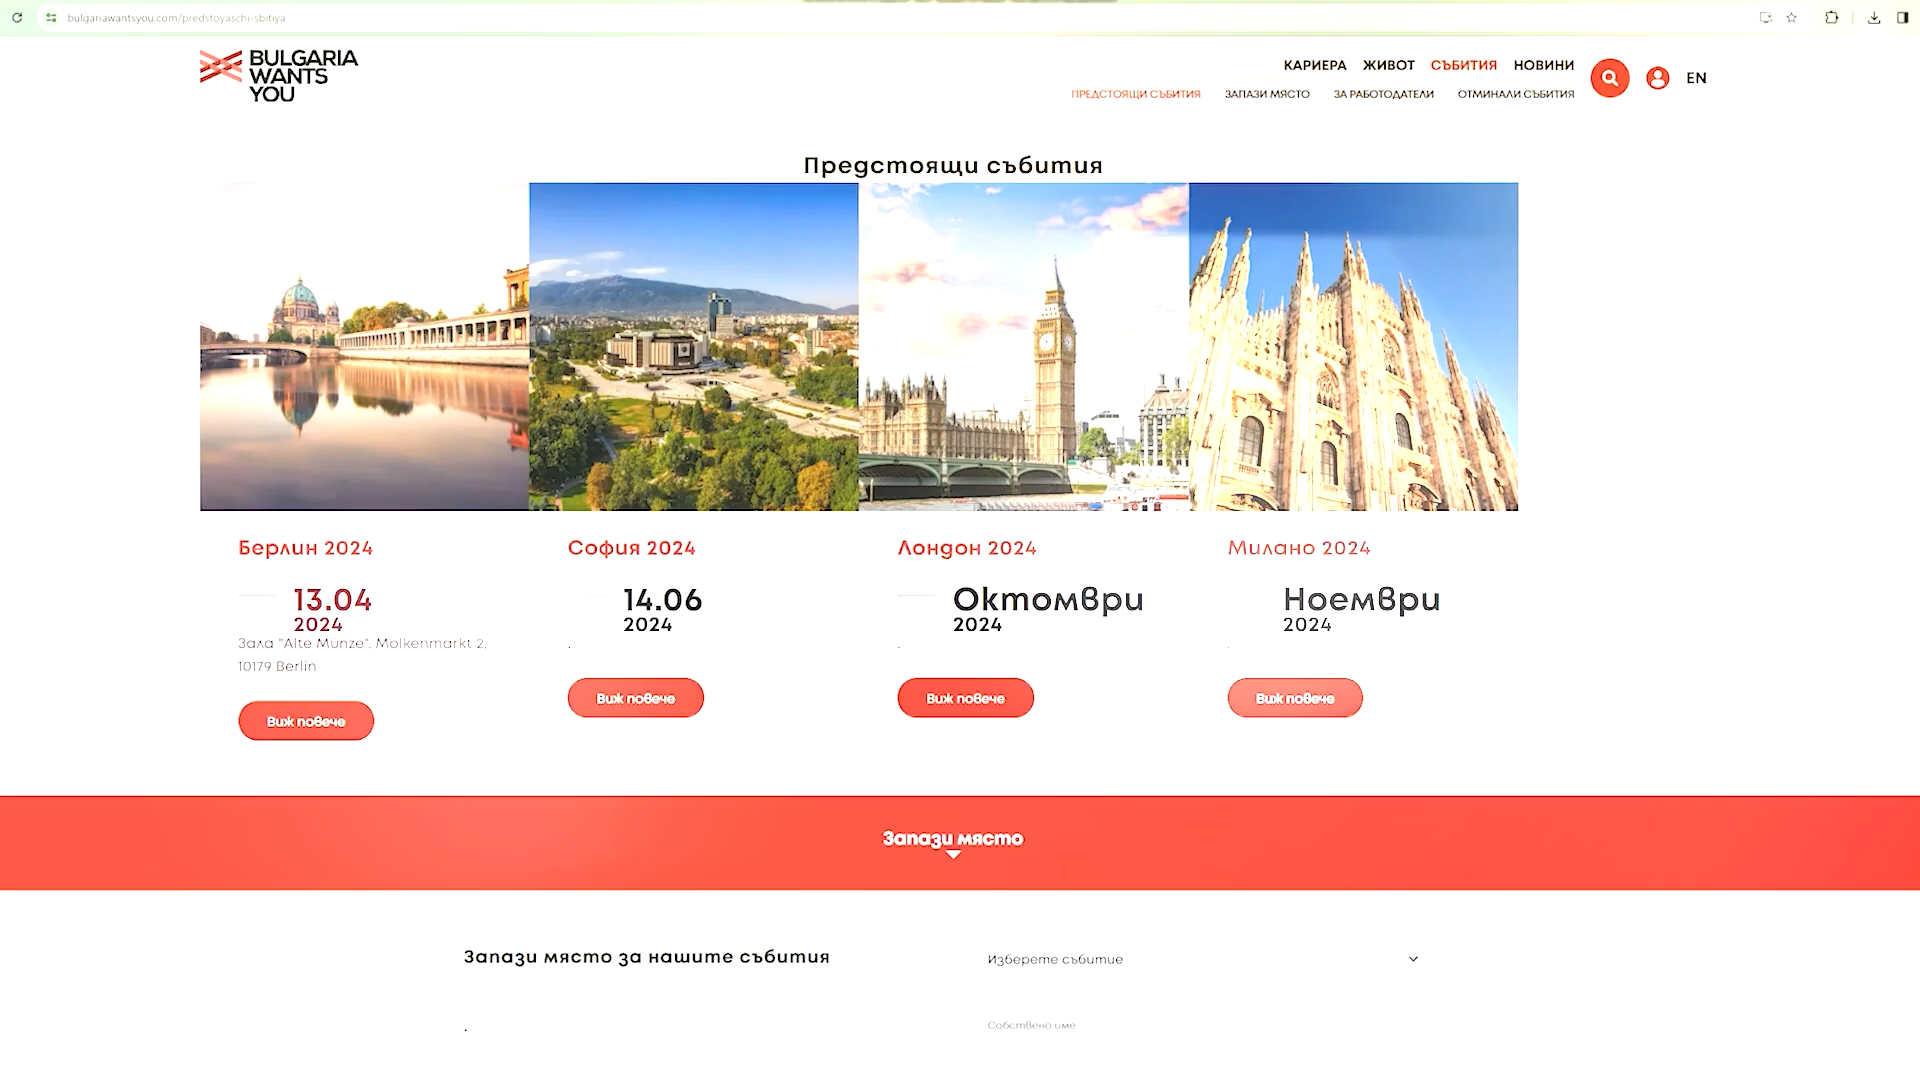 bulgariawantsyou.com/predstoyaschi-sbitiya
BULGARIA
WANTS
YOU
КАРИЕРА ЖИВОТ СЪБИТИЯ НОВИНИ
ПРЕДСТОЯЩИ СЪБИТИЯ ЗАПАЗИ МЯСТО ЗА РАБОТОДАТЕЛИ ОТМИНАЛИ СЪБИТИЯ
EN
Предстоящи събития
Берлин 2024
13.04
2024
Зала "Alte Münze", Molkenmarkt 2,
10179 Berlin
Виж повече
София 2024
14.06
2024
.
Виж повече
Лондон 2024
Октомври
2024
.
Виж повече
Милано 2024
Ноември
2024
.
Виж повече
Запази място
Запази място за нашите събития
.
Изберете събитие
Собствено име